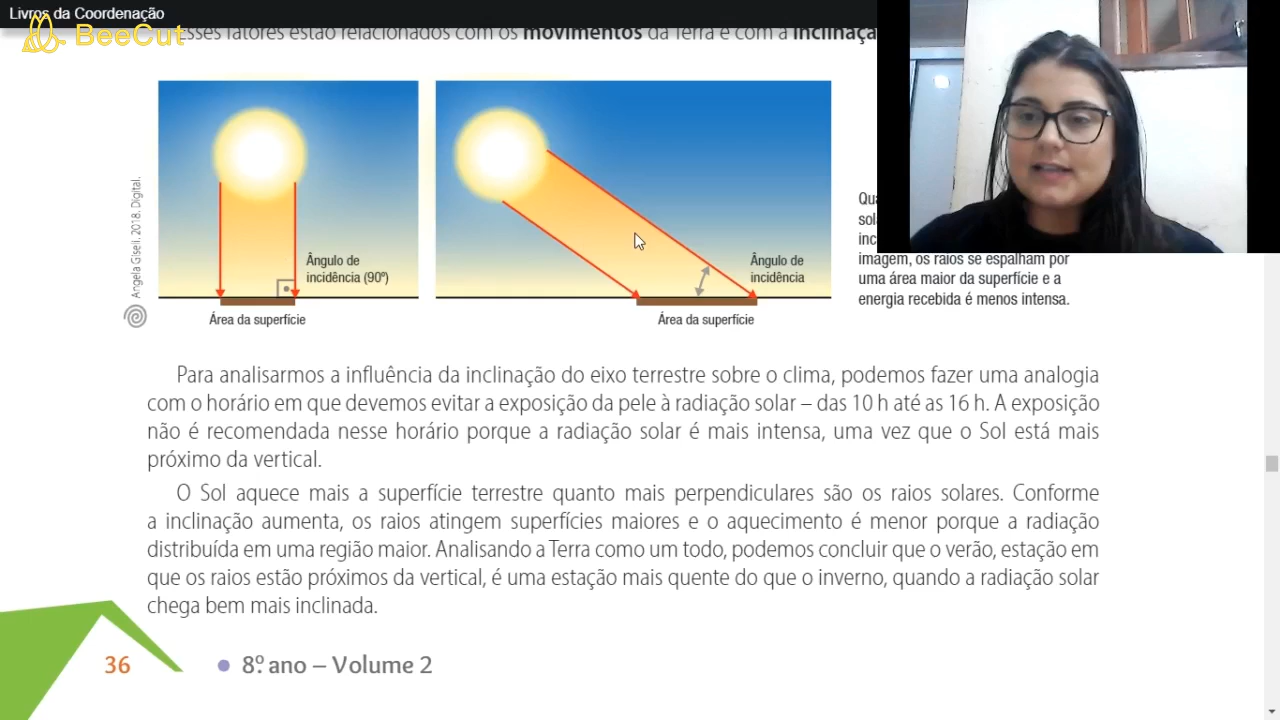 Livros da Coordenação
BeeCut
Esses fatores estão relacionados com os movimentos da Terra e com a
Angela Giseli. 2018. Digital.
Ângulo de
incidência (90º)
Área da superfície
Ângulo de
incidência
Área da superfície
imagem, os raios se espalham por
uma área maior da superfície e a
energia recebida é menos intensa.
Para analisarmos a influência da inclinação do eixo terrestre sobre o clima, podemos fazer uma analogia
com o horário em que devemos evitar a exposição da pele à radiação solar – das 10 h até as 16 h. A exposição
não é recomendada nesse horário porque a radiação solar é mais intensa, uma vez que o Sol está mais
próximo da vertical.
O Sol aquece mais a superfície terrestre quanto mais perpendiculares são os raios solares. Conforme
a inclinação aumenta, os raios atingem superfícies maiores e o aquecimento é menor porque a radiação
distribuída em uma região maior. Analisando a Terra como um todo, podemos concluir que o verão, estação em
que os raios estão próximos da vertical, é uma estação mais quente do que o inverno, quando a radiação solar
chega bem mais inclinada.
36
8º. ano – Volume 2